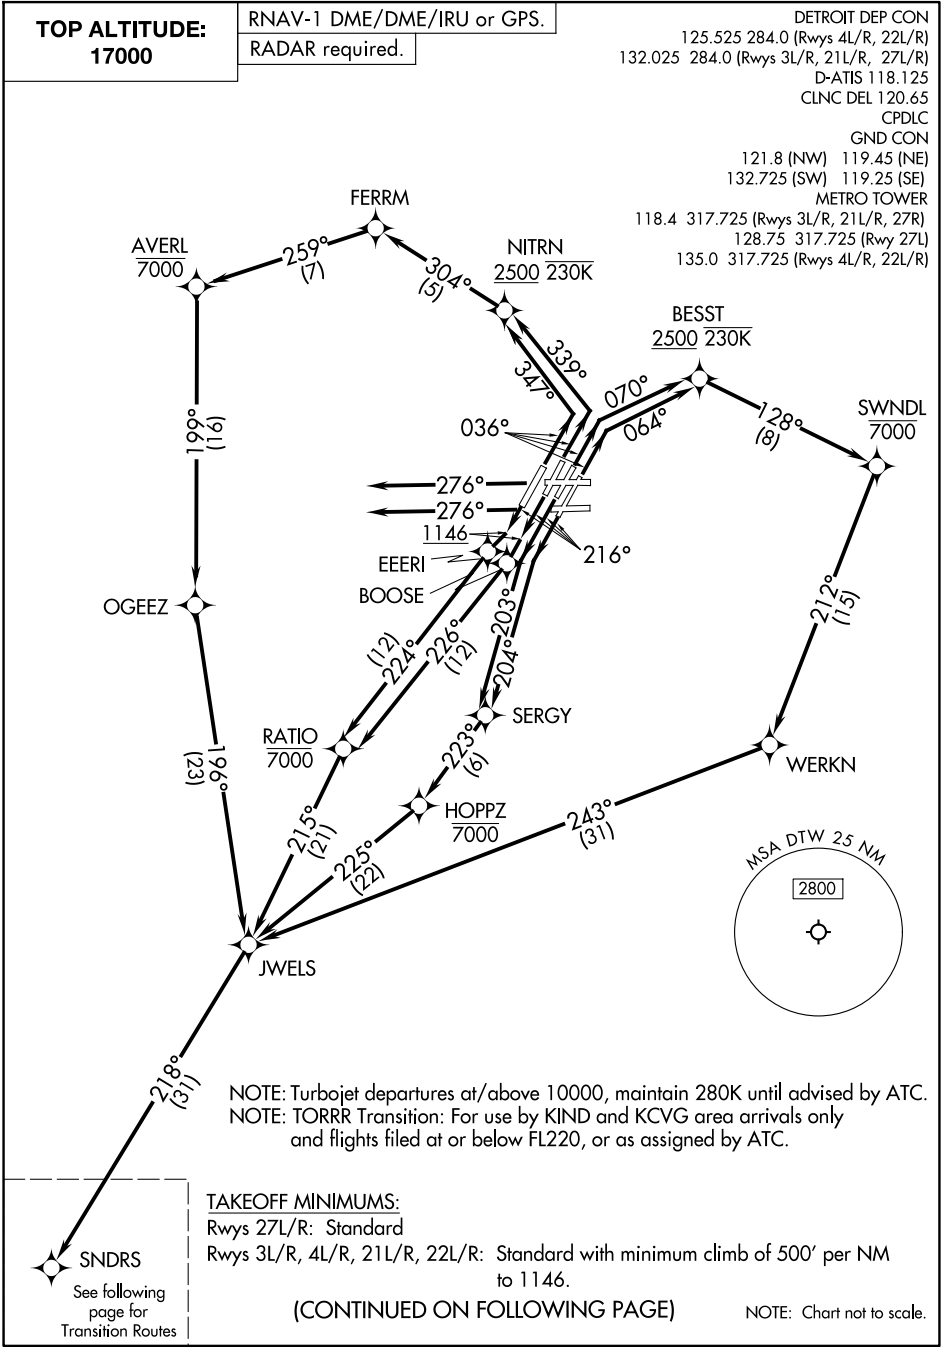 TOP ALTITUDE:
17000
RNAV-1 DME/DME/IRU or GPS.
RADAR required.
DETROIT DEP CON
125.525 284.0 (Rwys 4L/R, 22L/R)
132.025 284.0 (Rwys 3L/R, 21L/R, 27L/R)
D-ATIS 118.125
CLNC DEL 120.65
CPDLC
GND CON
121.8 (NW) 119.45 (NE)
132.725 (SW) 119.25 (SE)
METRO TOWER
118.4 317.725 (Rwys 3L/R, 21L/R, 27R)
128.75 317.725 (Rwy 27L)
135.0 317.725 (Rwys 4L/R, 22L/R)
FERRM
AVERL
7000
259°
(7)
304°
(5)
NITRN
2500 230K
BESST
2500 230K
339°
347°
070°
064°
128°
(8)
SWNDL
7000
036°
199°
(16)
276°
276°
1146
216°
EEERI
BOOSE
OGEEZ
212°
(15)
203°
204°
(12)
224°
226°
(12)
SERGY
RATIO
7000
223°
(6)
WERKN
196°
(23)
HOPPZ
7000
215°
(21)
243°
(31)
225°
(22)
MSA DTW 25 NM
2800
JWELS
218°
(31)
NOTE: Turbojet departures at/above 10000, maintain 280K until advised by ATC.
NOTE: TORRR Transition: For use by KIND and KCVG area arrivals only
and flights filed at or below FL220, or as assigned by ATC.
TAKEOFF MINIMUMS:
Rwys 27L/R: Standard
Rwys 3L/R, 4L/R, 21L/R, 22L/R: Standard with minimum climb of 500' per NM
to 1146.
SNDRS
See following
page for
Transition Routes
(CONTINUED ON FOLLOWING PAGE)
NOTE: Chart not to scale.